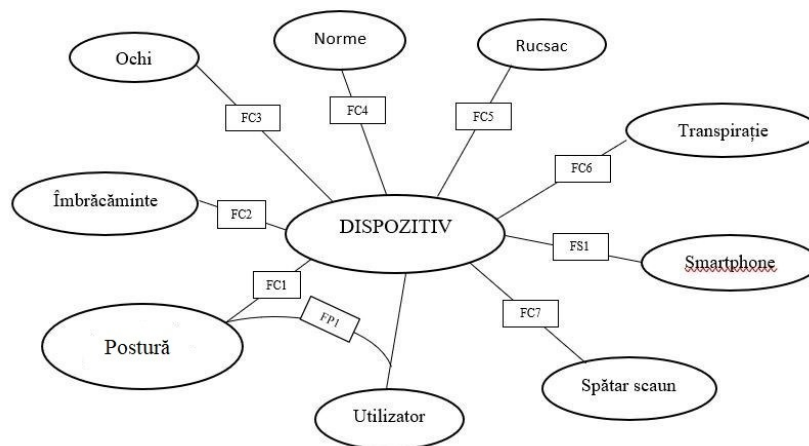 Norme
Ochi
Rucsac
FC3
FC4
FC5
Transpirație
FC6
Îmbrăcăminte
FC2
DISPOZITIV
FS1
Smartphone
FC1
FC7
FP1
Postură
Spătar scaun
Utilizator